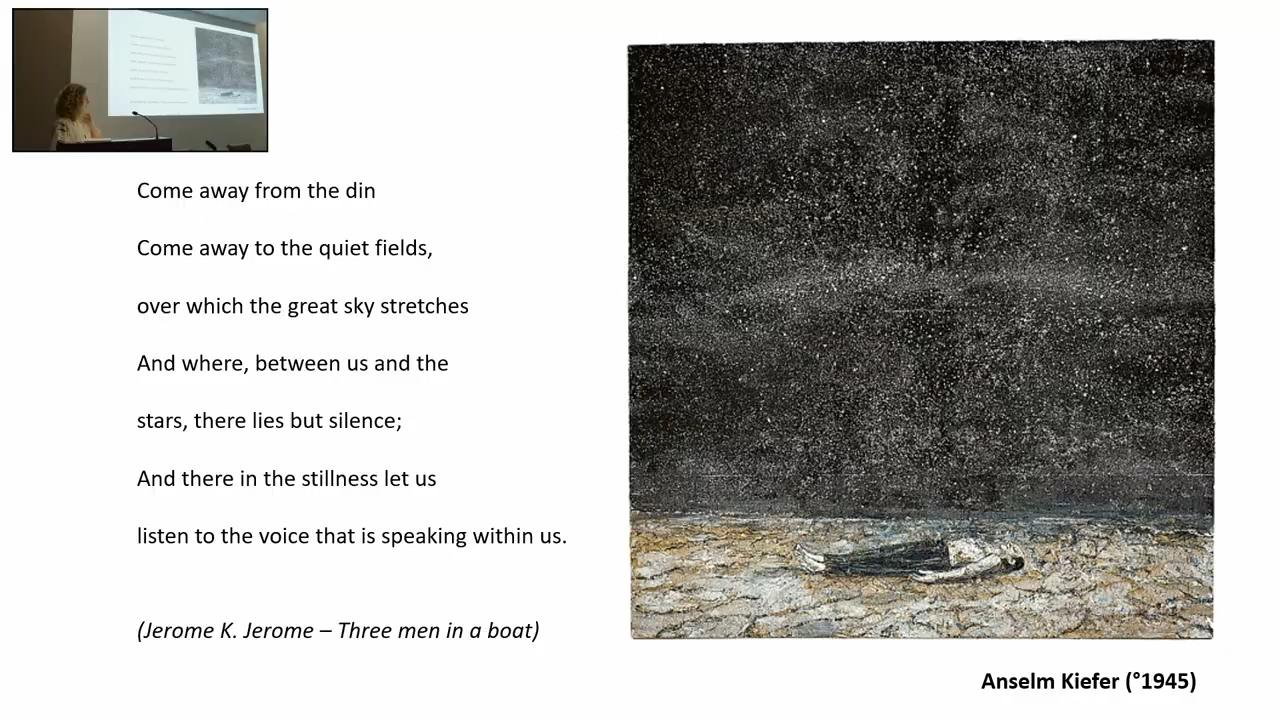 Come away from the din
Come away to the quiet fields,
over which the great sky stretches
And where, between us and the
stars, there lies but silence;
And there in the stillness let us
listen to the voice that is speaking within us.
(Jerome K. Jerome – Three men in a boat)
Anselm Kiefer (°1945)